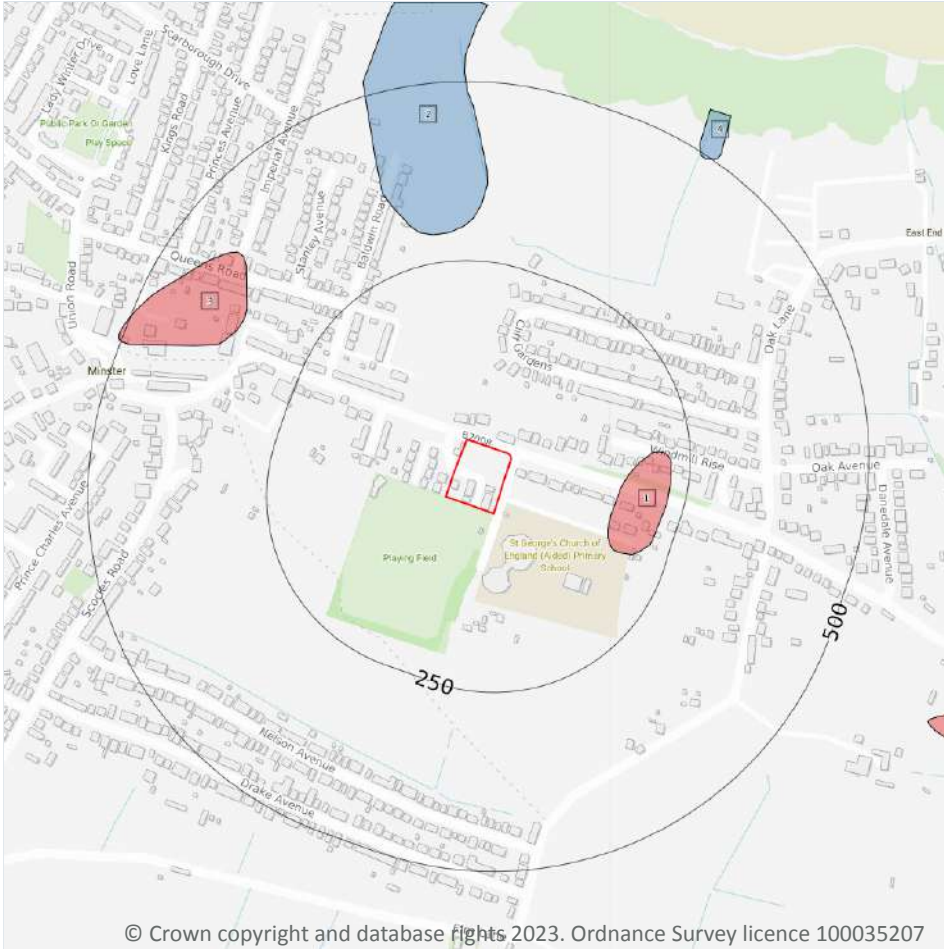 Scarborough Drive
Lady Winter Drive
Love Lane
Kings Road
Princes Avenue
Imperial Avenue
Public Park Or Garden
Play Space
2
4
Stanley Avenue
Baldwin Road
East End
Queens Road
Union Road
3
Minster
Oak Lane
Gardens
B2008
Windmill Rise
Oak Avenue
1
Danedale Avenue
Prince Charles Avenue
Playing Field
St George's Church of
England (Aided) Primary
School
Scocles Road
500
250
Nelson Avenue
Drake Avenue
© Crown copyright and database rights 2023. Ordnance Survey licence 100035207